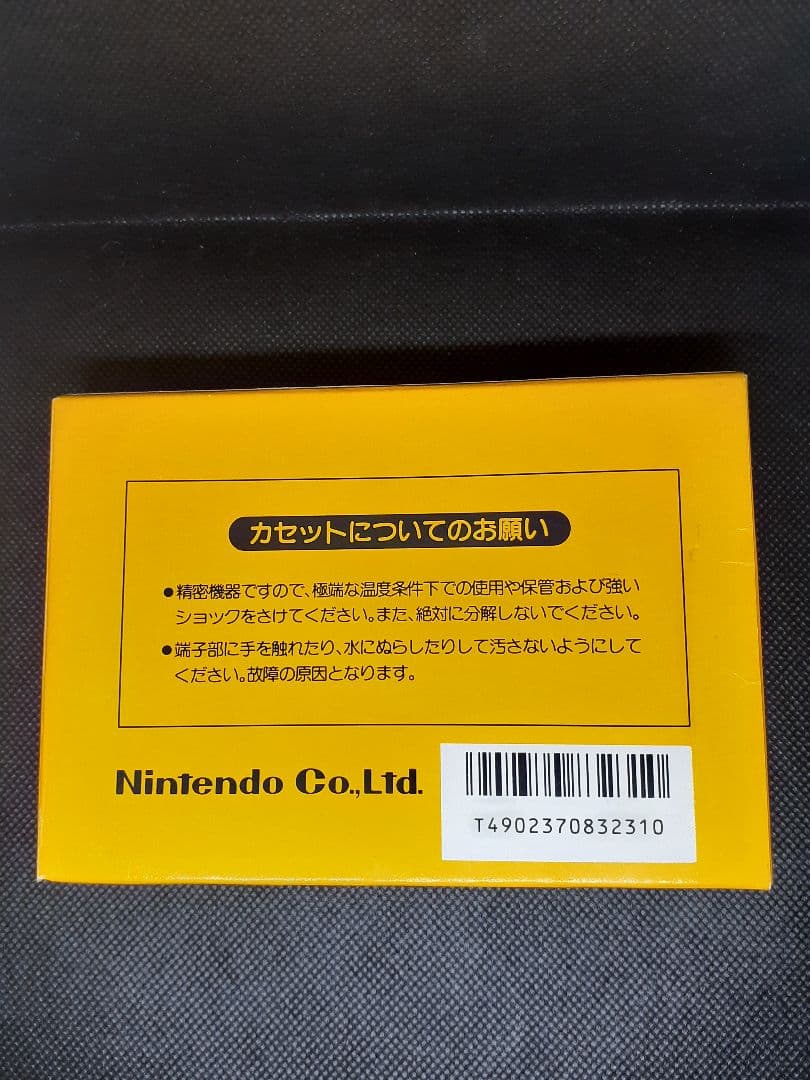 カセットについてのお願い
●精密機器ですので、極端な温度条件下での使用や保管および強い
ショックをさけてください。また、絶対に分解しないでください。
●端子部に手を触れたり、水にぬらしたりして汚さないようにして
ください。故障の原因となります。
Nintendo Co.,Ltd.
T4902370832310